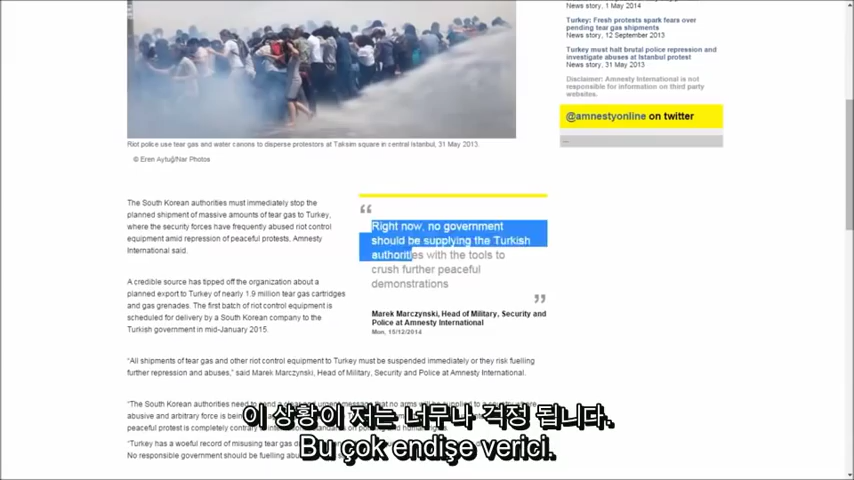 News story, 1 May 2014
Turkey: Fresh protests spark fears over
pending tear gas shipments
News story, 12 September 2013
Turkey must halt brutal police repression and
investigate abuses at Istanbul protest
News story, 31 May 2013
Disclaimer: Amnesty International is not
responsible for information on third party
websites.
@amnestyonline on twitter
Riot police use tear gas and water canons to disperse protestors at Taksim square in central Istanbul, 31 May 2013.
© Eren Aytuğ/Nar Photos
The South Korean authorities must immediately stop the
planned shipment of massive amounts of tear gas to Turkey,
where the security forces have frequently abused riot control
equipment amid repression of peaceful protests, Amnesty
International said.
A credible source has tipped off the organization about a
planned export to Turkey of nearly 1.9 million tear gas cartridges
and gas grenades. The first batch of riot control equipment is
scheduled for delivery by a South Korean company to the
Turkish government in mid-January 2015.
“
Right now, no government
should be supplying the Turkish
authorities with the tools to
crush further peaceful
demonstrations
”
Marek Marczynski, Head of Military, Security and
Police at Amnesty International
Mon, 15/12/2014
“All shipments of tear gas and other riot control equipment to Turkey must be suspended immediately or they risk fuelling
further repression and abuses,” said Marek Marczynski, Head of Military, Security and Police at Amnesty International.
“The South Korean authorities need to
abusive and arbitrary force is
peaceful protest is completely
“Turkey has a woeful record of misusing tear gas
No responsible government should be fuelling
이 상황이 저는 너무나 걱정 됩니다.
Bu çok endişe verici.